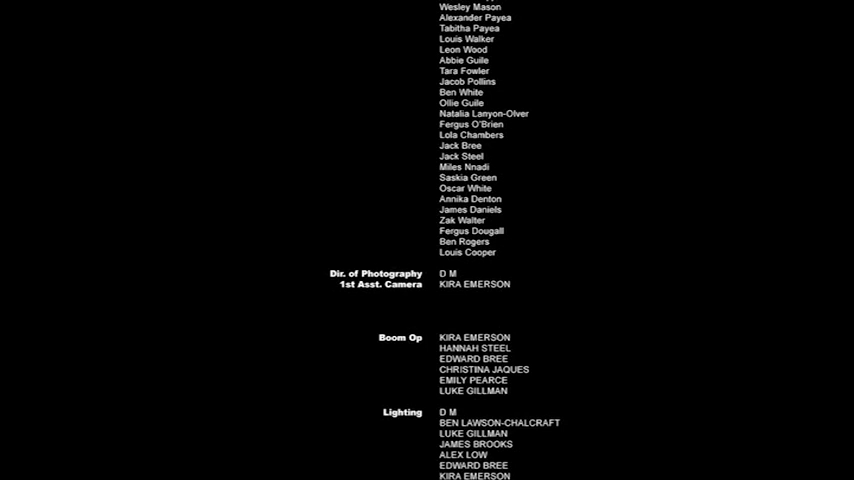 Wesley Mason
Alexander Payea
Tabitha Payea
Louis Walker
Leon Wood
Abbie Guile
Tara Fowler
Jacob Pollins
Ben White
Ollie Guile
Natalia Lanyon-Olver
Fergus O'Brien
Lola Chambers
Jack Bree
Jack Steel
Miles Nnadi
Saskia Green
Oscar White
Annika Denton
James Daniels
Zak Walter
Fergus Dougall
Ben Rogers
Louis Cooper
Dir. of Photography D M
1st Asst. Camera KIRA EMERSON
Boom Op KIRA EMERSON
HANNAH STEEL
EDWARD BREE
CHRISTINA JAQUES
EMILY PEARCE
LUKE GILLMAN
Lighting D M
BEN LAWSON-CHALCRAFT
LUKE GILLMAN
JAMES BROOKS
ALEX LOW
EDWARD BREE
KIRA EMERSON